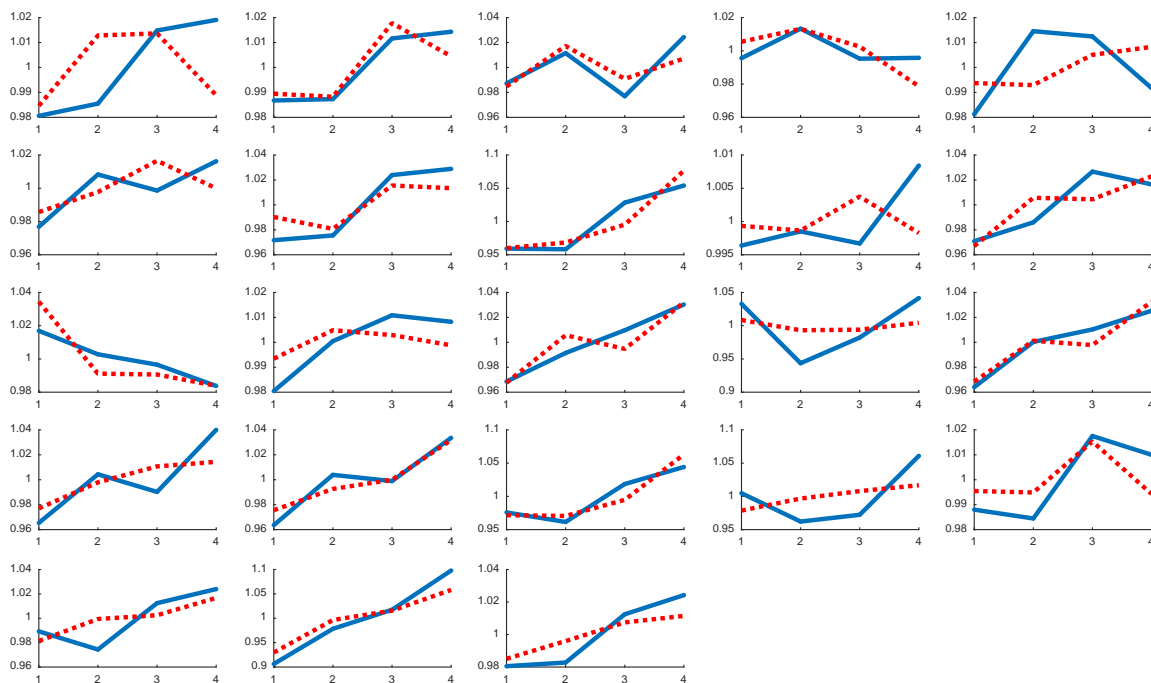 1.02 1.02 1.04 1.02 1.02
1.01 1.01 1.02 1 1.01
1 1 1 1
0.99 0.99 0.98 0.98 0.99
0.98 0.98 0.96 0.96 0.98
1 2 3 4 1 2 3 4 1 2 3 4 1 2 3 4 1 2 3 4
1.02 1.04 1.1 1.01 1.04
1 1.02 1.05 1.005 1.02
1 1 1 1
0.98 0.98 0.98
0.96 0.96 0.95 0.995 0.96
1 2 3 4 1 2 3 4 1 2 3 4 1 2 3 4 1 2 3 4
1.04 1.02 1.04 1.05 1.04
1.02 1.01 1.02 1 1.02
1 1 1 1
0.99 0.98 0.95 0.98
0.98 0.98 0.96 0.9 0.96
1 2 3 4 1 2 3 4 1 2 3 4 1 2 3 4 1 2 3 4
1.04 1.04 1.1 1.1 1.02
1.02 1.02 1.05 1.05 1.01
1 1 1 1 1
0.98 0.98 0.99
0.96 0.96 0.95 0.95 0.98
1 2 3 4 1 2 3 4 1 2 3 4 1 2 3 4 1 2 3 4
1.04 1.1 1.04
1.02 1.05 1.02
1 1 1
0.98 0.95
0.96 0.9 0.98
1 2 3 4 1 2 3 4 1 2 3 4